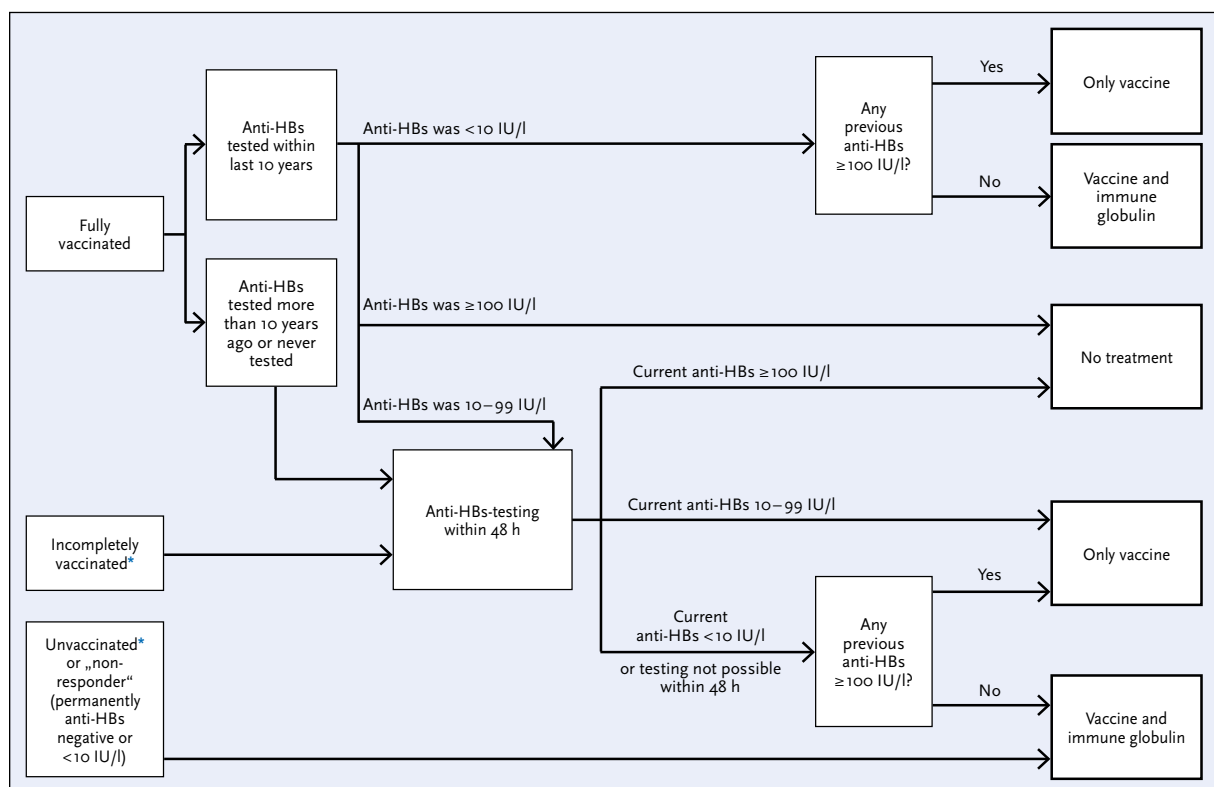 Fully
vaccinated
Anti-HBs
tested within
last 10 years
Anti-HBs
tested more
than 10 years
ago or never
tested
Anti-HBs was <10 IU/l
Any
previous
anti-HBs
≥100 IU/l?
Yes
Only vaccine
No
Vaccine and
immune
globulin
Anti-HBs was ≥100 IU/l
No treatment
Anti-HBs was 10–99 IU/l
Current anti-HBs ≥100 IU/l
Incompletely
vaccinated*
Anti-HBs-testing
within 48 h
Current anti-HBs 10–99 IU/l
Only vaccine
Current
anti-HBs <10 IU/l
or testing not possible
within 48 h
Any
previous
anti-HBs
≥100 IU/l?
Yes
No
Unvaccinated*
or „non-
responder“
(permanently
anti-HBs
negative or
<10 IU/l)
Vaccine and
immune globulin